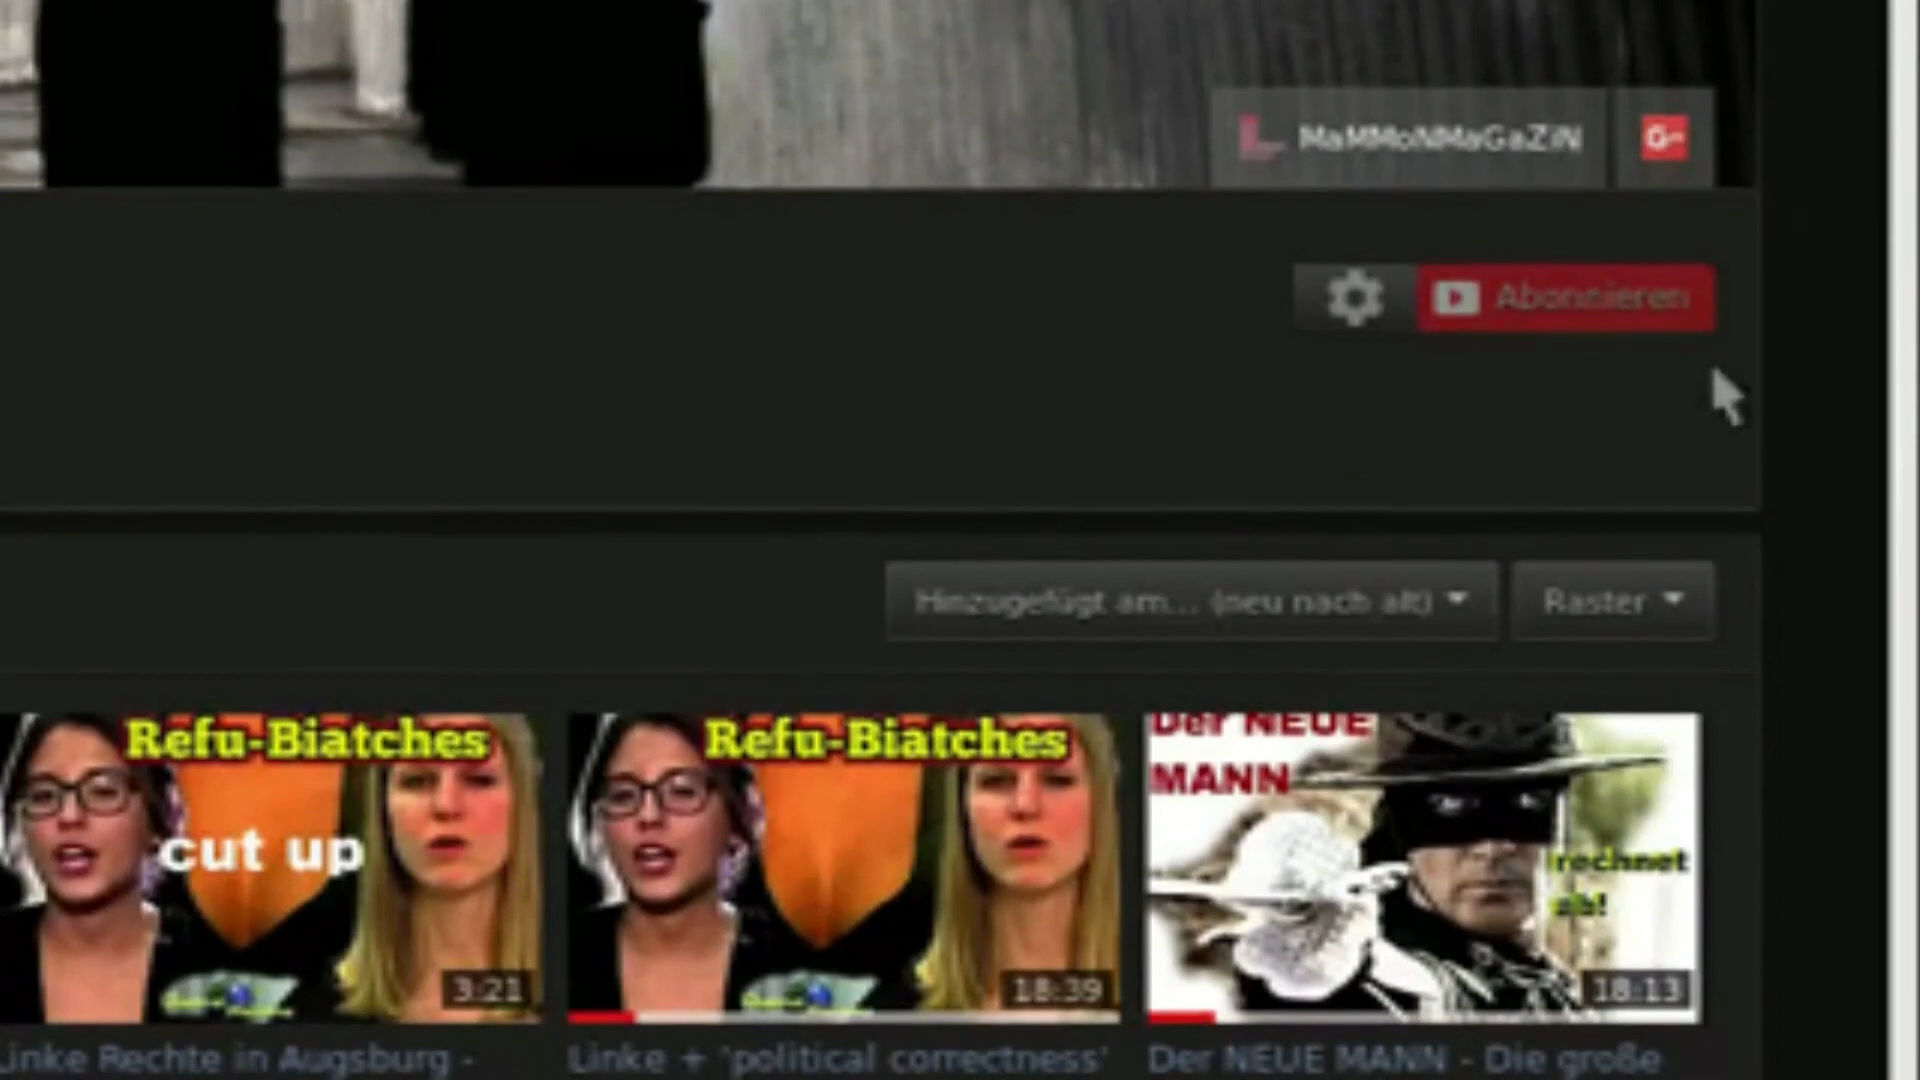 MaMMoNMaGaZiN
G+
Abonnieren
Hinzugefügt am... (neu nach alt)
Raster
Refu-Biatches
cut up
3:21
Refu-Biatches
18:39
Der NEUE
MANN
rechnet
ab!
18:13
Linke Rechte in Augsburg -
Linke + 'political correctness'
Der NEUE MANN - Die große